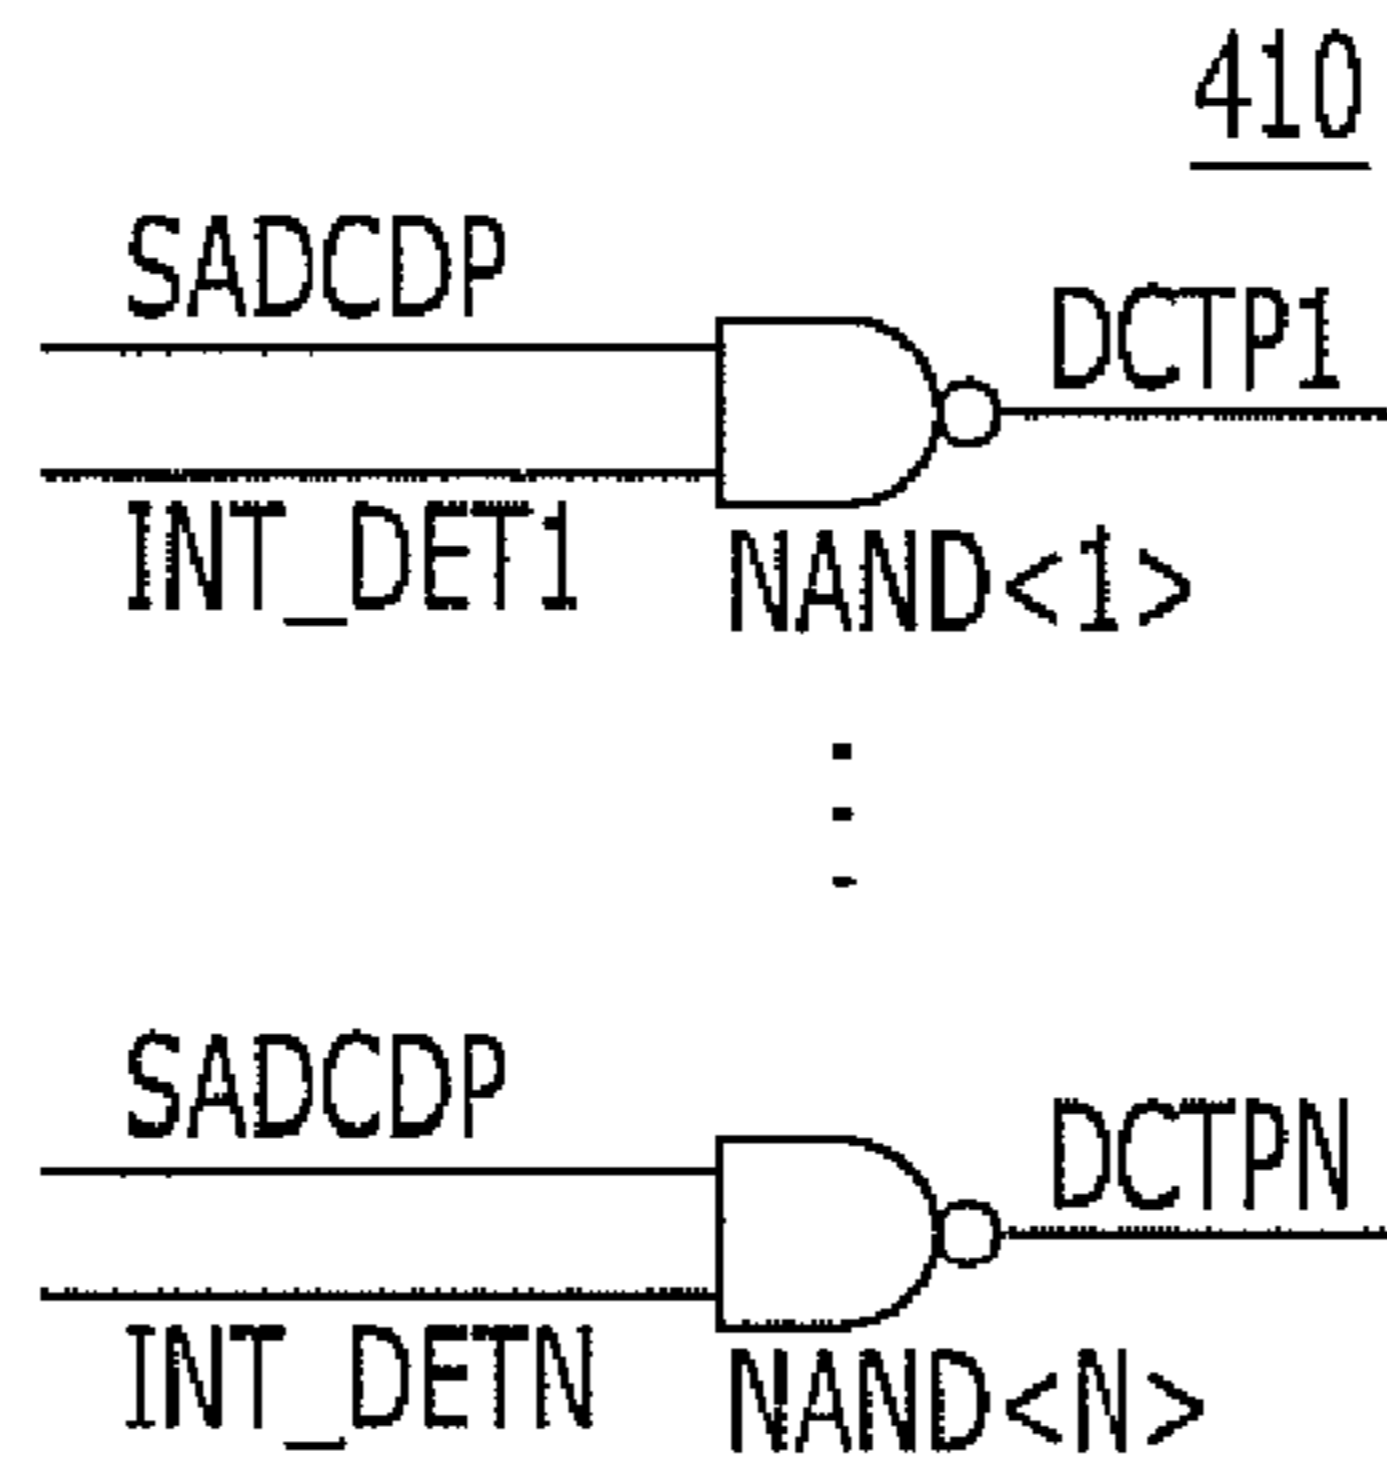 410
SADCDP
DCTP1
INT_DET1
NAND<1>
SADCDP
DCTPN
INT_DETN
NAND<N>